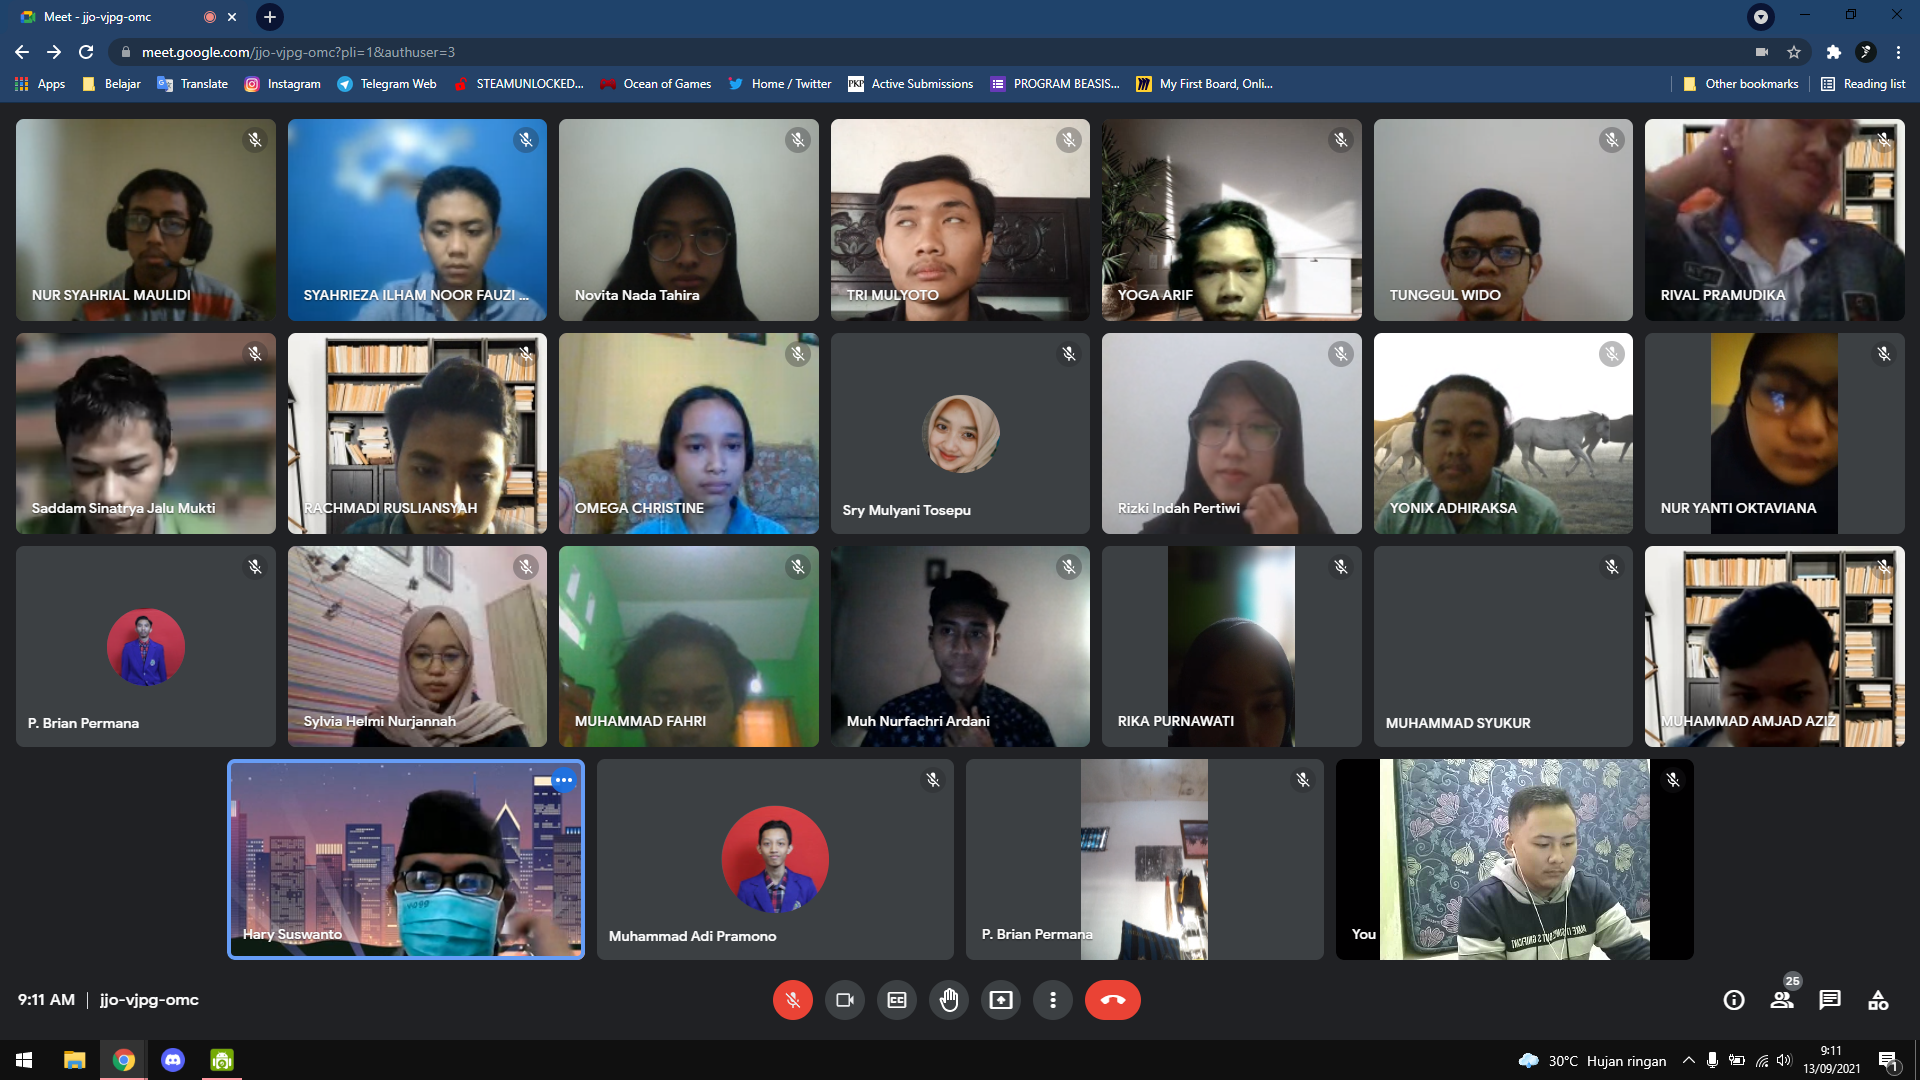 Meet - jjo-vjpg-omc
meet.google.com/jjo-vjpg-omc?pli=1&authuser=3
Apps
Belajar
Translate
Instagram
Telegram Web
STEAMUNLOCKED...
Ocean of Games
Home / Twitter
PKP
Active Submissions
PROGRAM BEASIS...
My First Board, Onli...
Other bookmarks
Reading list
NUR SYAHRIAL MAULIDI
SYAHRIEZA ILHAM NOOR FAUZI ...
Novita Nada Tahira
TRI MULYOTO
YOGA ARIF
TUNGGUL WIDO
RIVAL PRAMUDIKA
Saddam Sinatrya Jalu Mukti
RACHMADI RUSLIANSYAH
OMEGA CHRISTINE
Sry Mulyani Tosepu
Rizki Indah Pertiwi
YONIX ADHIRAKSA
NUR YANTI OKTAVIANA
P. Brian Permana
Sylvia Helmi Nurjannah
MUHAMMAD FAHRI
Muh Nurfachri Ardani
RIKA PURNAWATI
MUHAMMAD SYUKUR
MUHAMMAD AMJAD AZIZ
Hary Suswanto
Muhammad Adi Pramono
P. Brian Permana
You
9:11 AM | jjo-vjpg-omc
CC
25
30°C Hujan ringan
9:11
13/09/2021
1